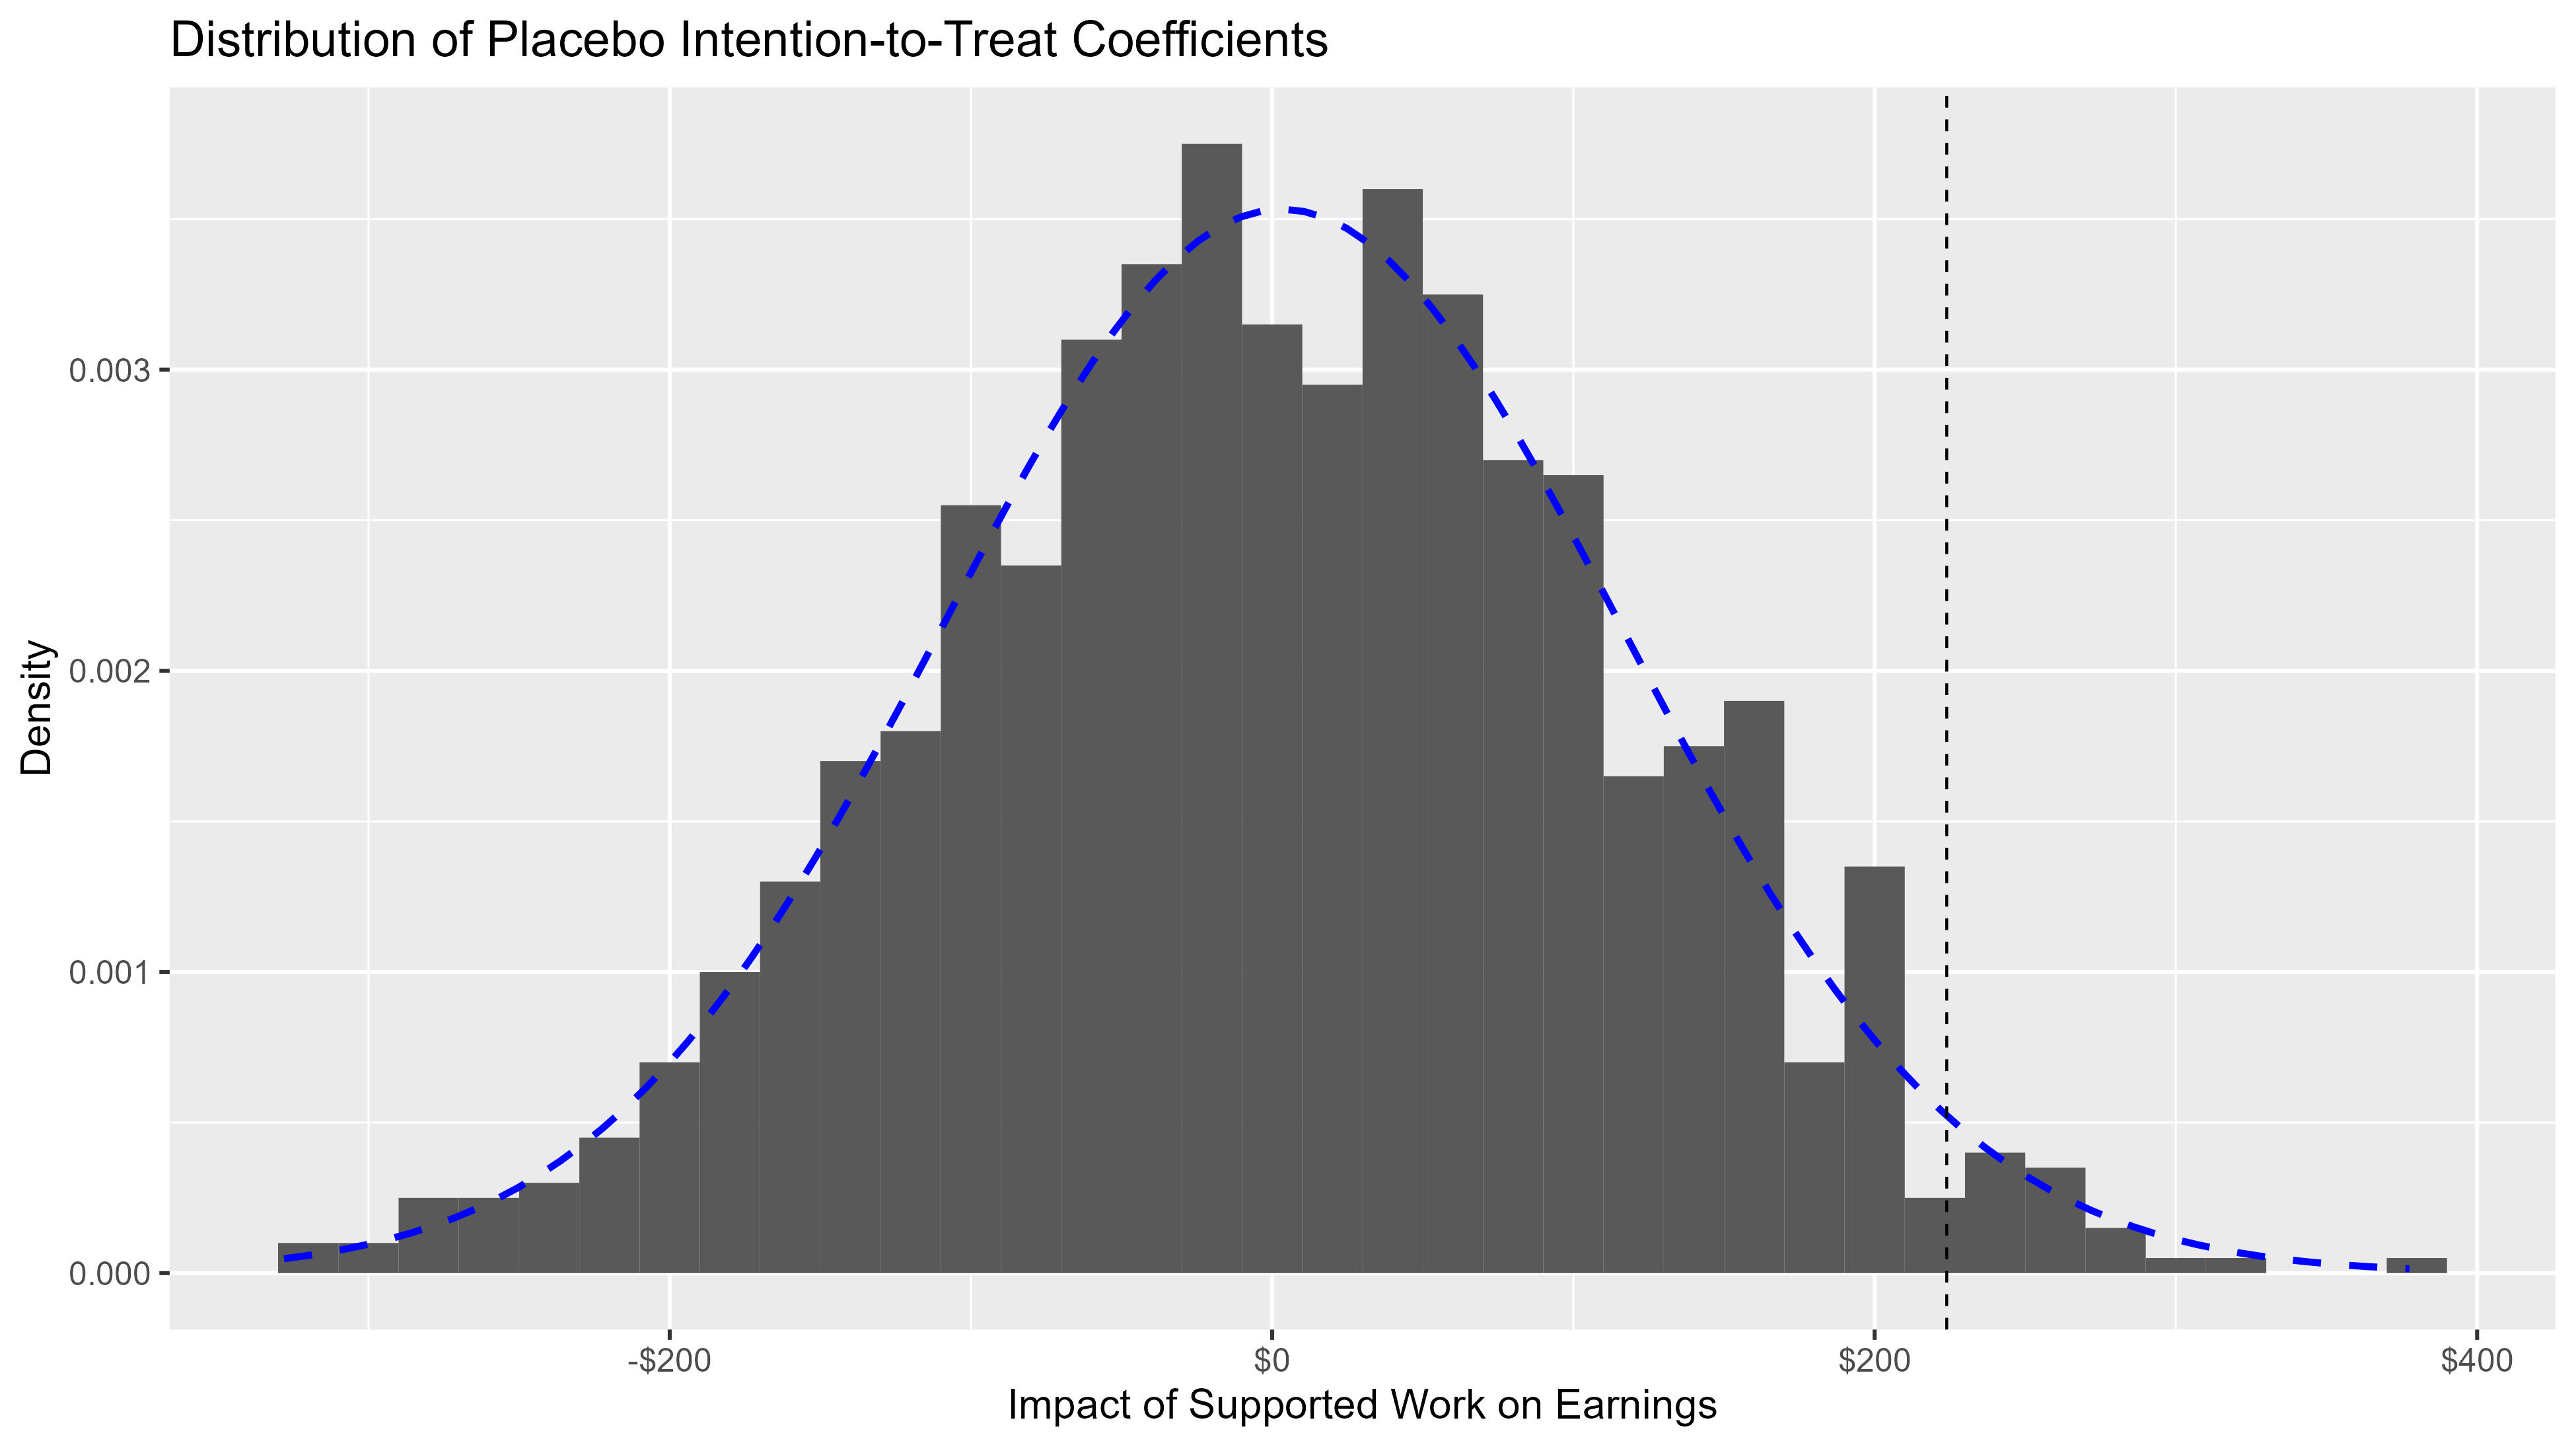 Distribution of Placebo Intention-to-Treat Coefficients
Density
0.003
0.002
0.001
0.000
-$200
$0
$200
$400
Impact of Supported Work on Earnings